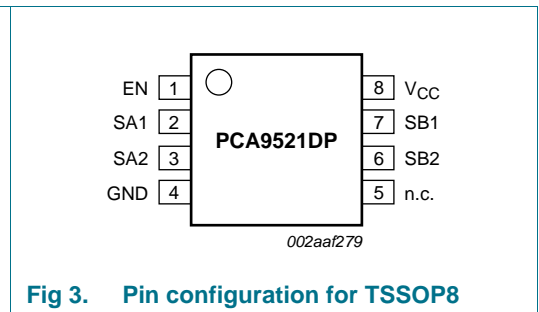 EN 1 8 VCC
SA1 2 PCA9521DP 7 SB1
SA2 3 6 SB2
GND 4 5 n.c.
002aaf279
Fig 3. Pin configuration for TSSOP8